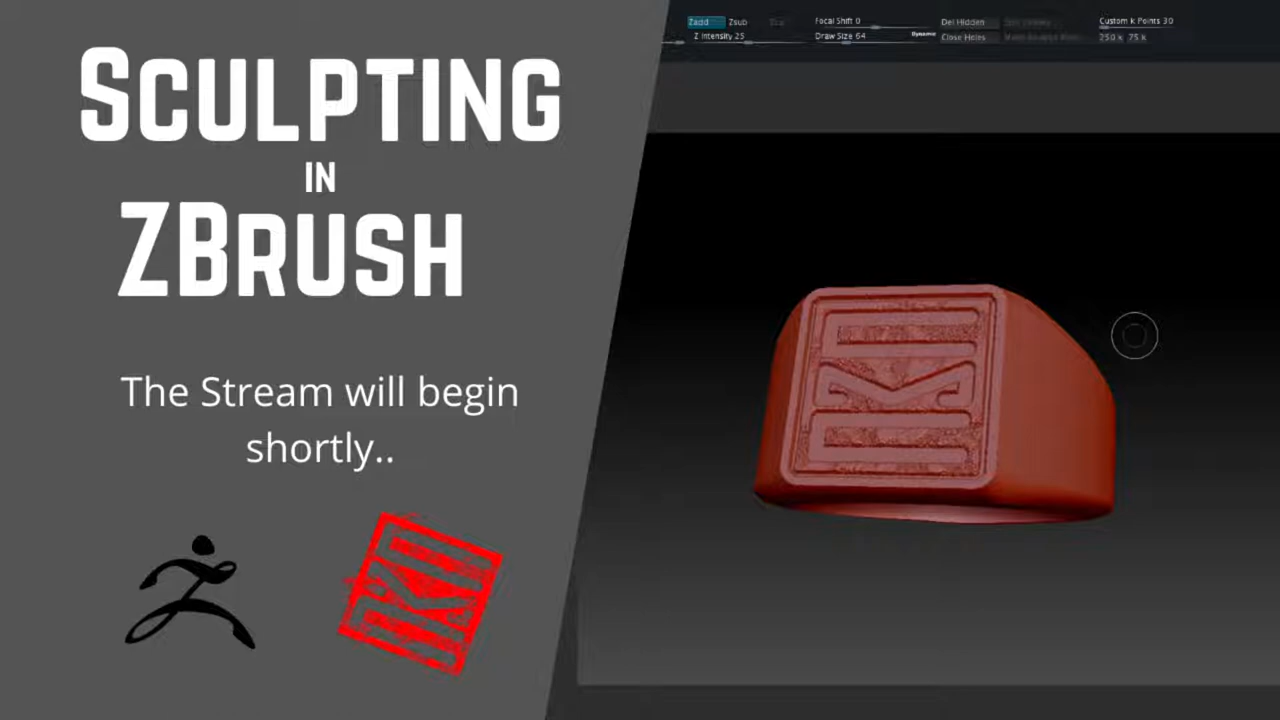 SCULPTING
IN
ZBRUSH
The Stream will begin
shortly..
Zadd Zsub Focal Shift 0 Del Hidden Custom k Points 30
Z Intensity 25 Draw Size 64 Dynamic Close Holes 250 k 75 k